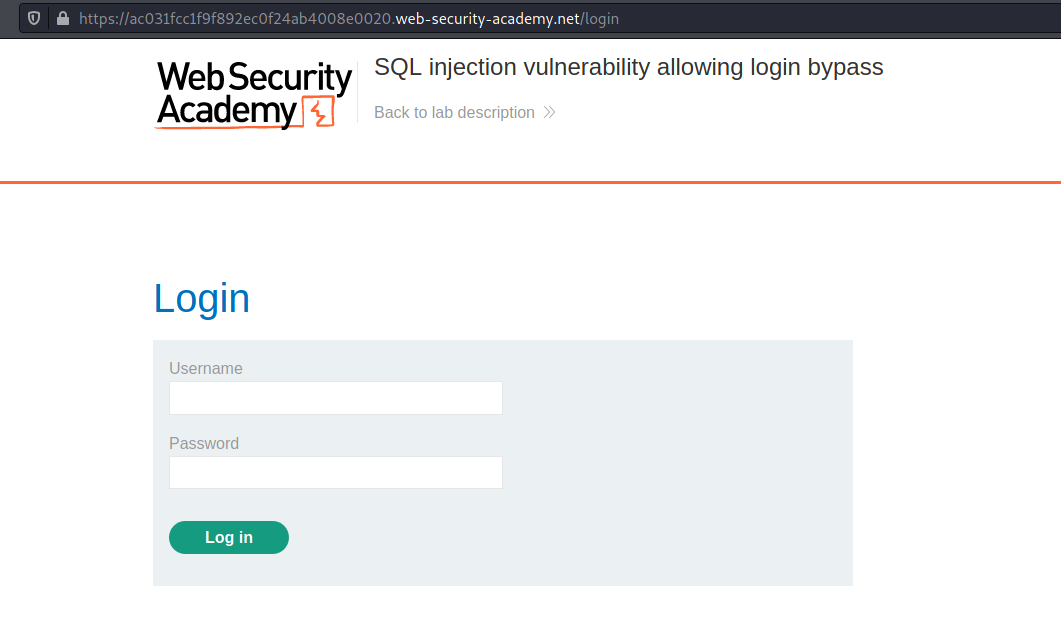 https://ac031fcc1f9f892ec0f24ab4008e0020.web-security-academy.net/login
Web Security
Academy
SQL injection vulnerability allowing login bypass
Back to lab description
Login
Username
Password
Log in